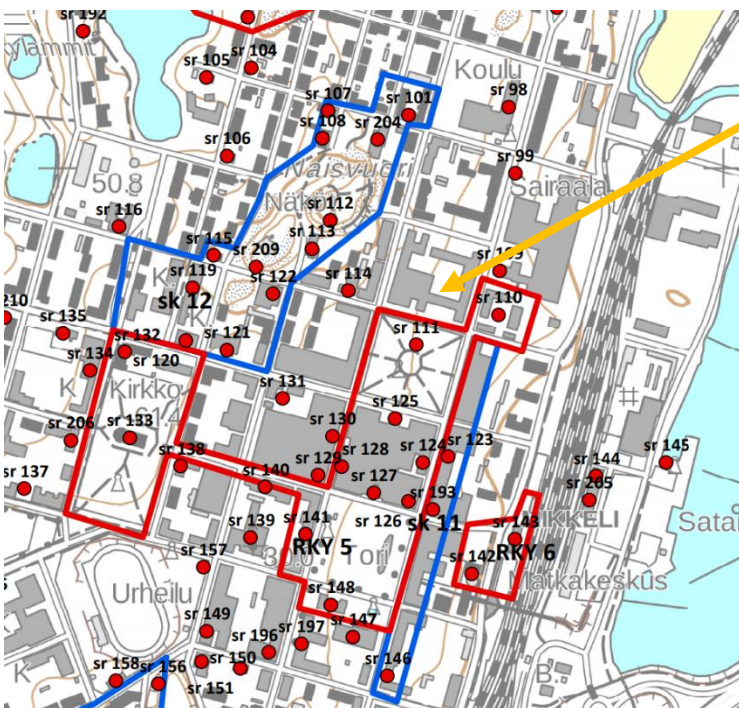 sr 192
Kylammit
sr 105
sr 104
Koulu
sr 107
sr 101
sr 98
sr 108
sr 204
sr 106
sr 99
Naisvuori
Sairaala
50.8
Näkö
sr 116
sr 112
sr 115
sr 113
sr 209
sr 119
sr 122
sr 114
sk 12
sr 110
210
sr 135
K
sr 132
sr 120
sr 121
sr 111
sr 134
K
Kirkko
sr 131
sr 125
sr 206
sr 133
sr 130
sr 138
sr 128
sr 124
sr 123
sr 129
sr 137
sr 140
sr 127
sr 144
sr 145
sr 193
sr 205
sr 141
sr 126
sk 11
MIKKELI
sr 139
RKY 5
Tori
sr 143
RKY 6
Satai
sr 157
sr 142
Matkakeskus
Urheilu
sr 148
sr 149
sr 197
sr 147
sr 196
K
sr 158
sr 156
sr 150
sr 146
B.
sr 151